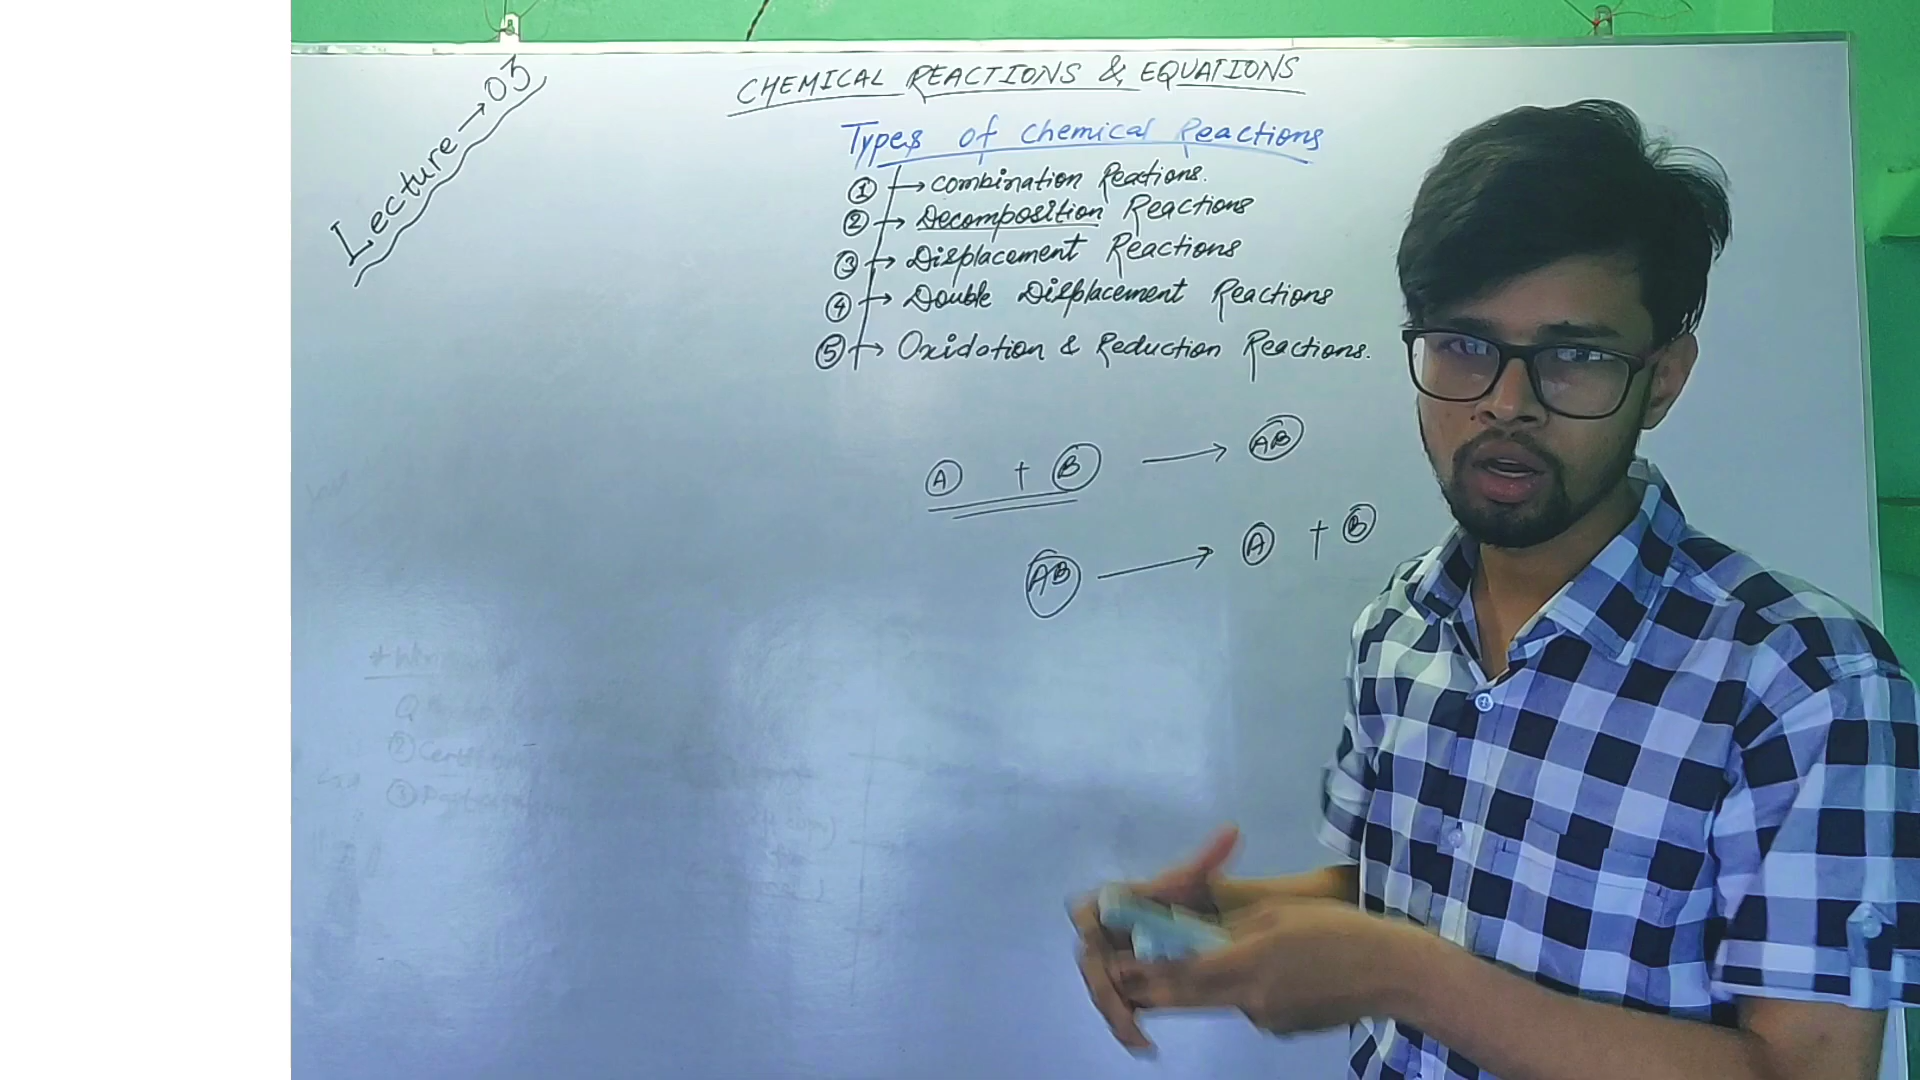 Lecture → 03
CHEMICAL REACTIONS & EQUATIONS
Types of Chemical Reactions
① → Combination Reactions.
② → Decomposition Reactions
③ → Displacement Reactions
④ → Double Displacement Reactions
⑤ → Oxidation & Reduction Reactions.
A + B → AB
AB → A + B